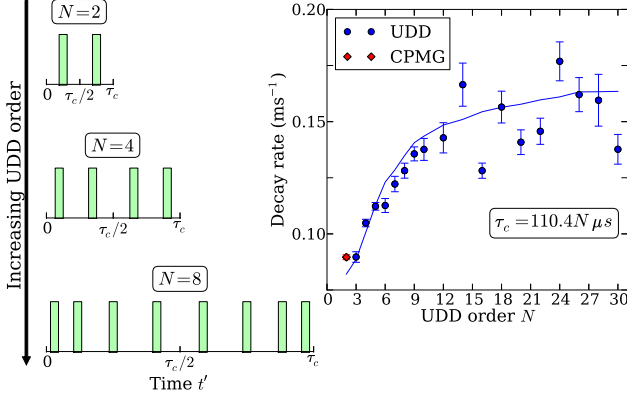 Increasing UDD order
N=2
0
τc/2
τc
N=4
0
τc/2
τc
N=8
0
τc/2
τc
Time t′
UDD
CPMG
Decay rate (ms⁻¹)
0.20
0.15
0.10
τc=110.4N μs
0 3 6 9 12 15 18 21 24 27 30
UDD order N